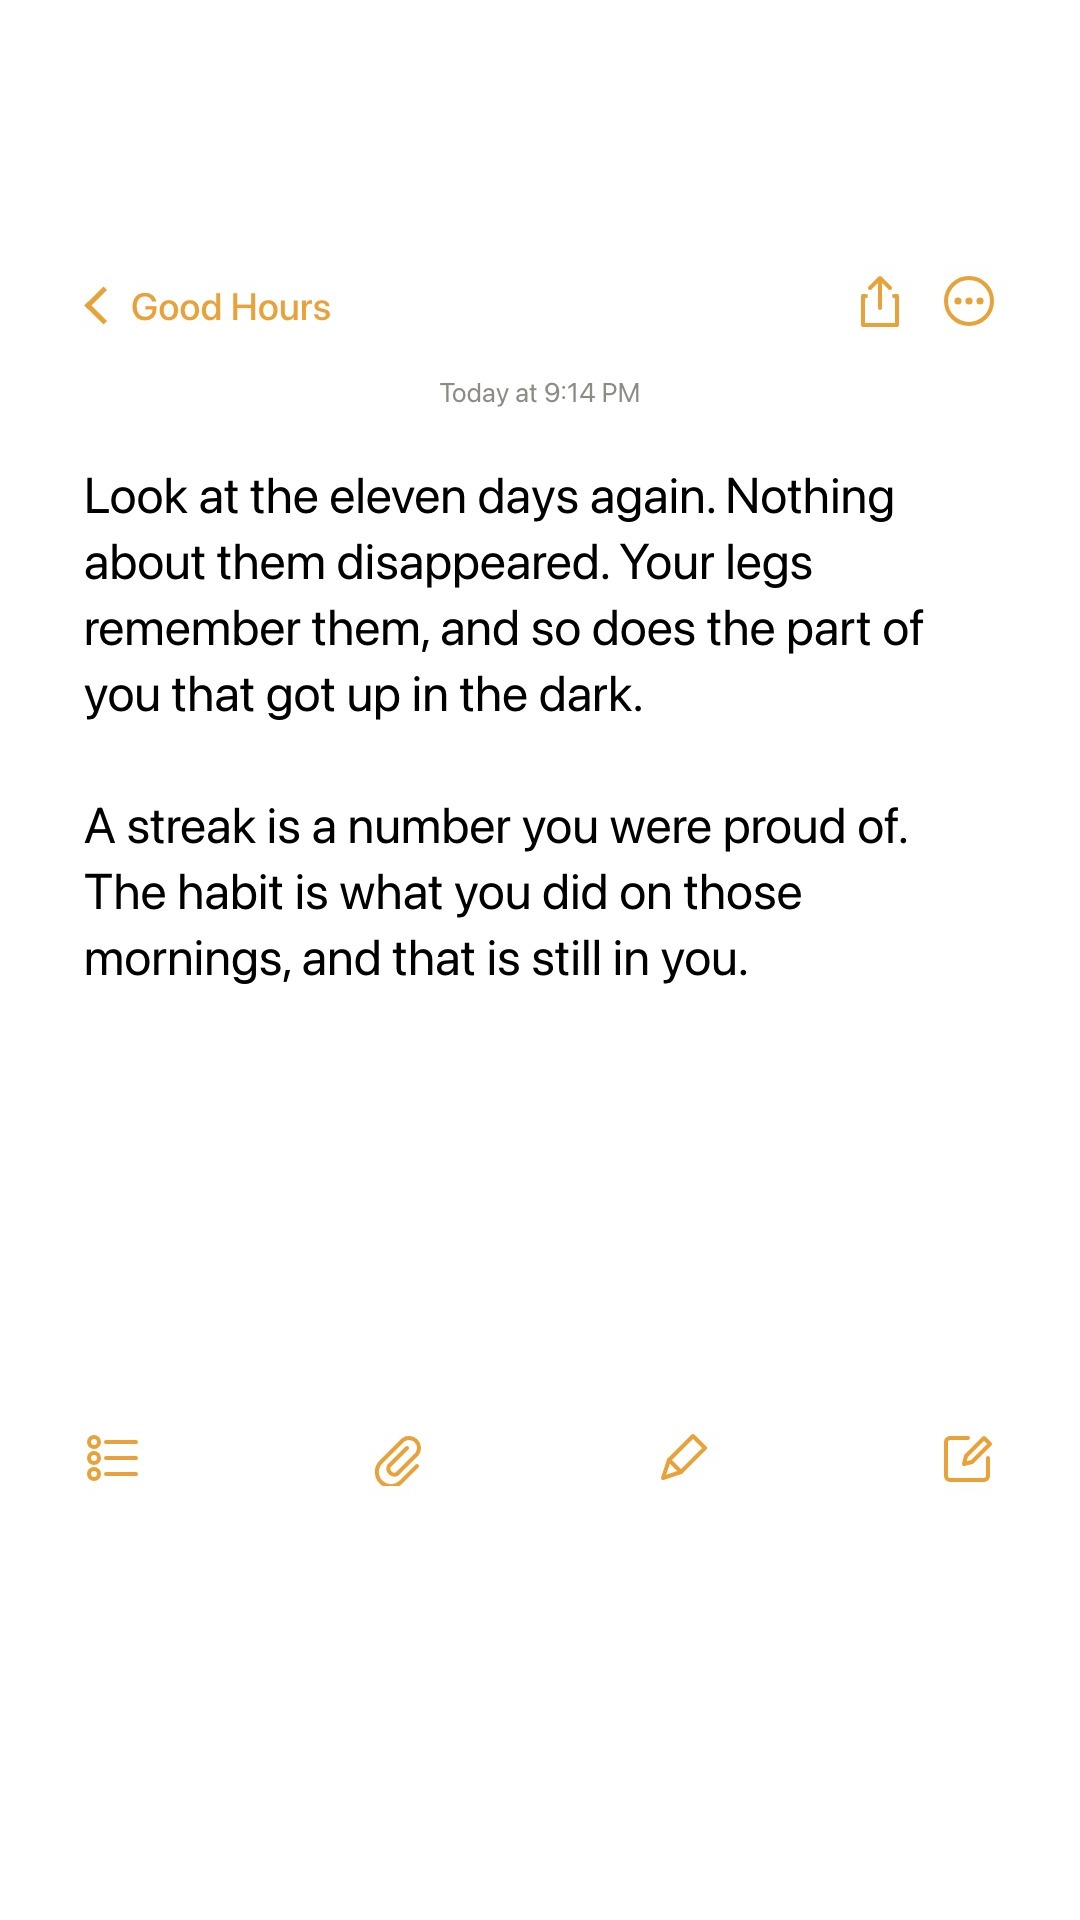 Good Hours
Today at 9:14 PM
Look at the eleven days again. Nothing
about them disappeared. Your legs
remember them, and so does the part of
you that got up in the dark.
A streak is a number you were proud of.
The habit is what you did on those
mornings, and that is still in you.